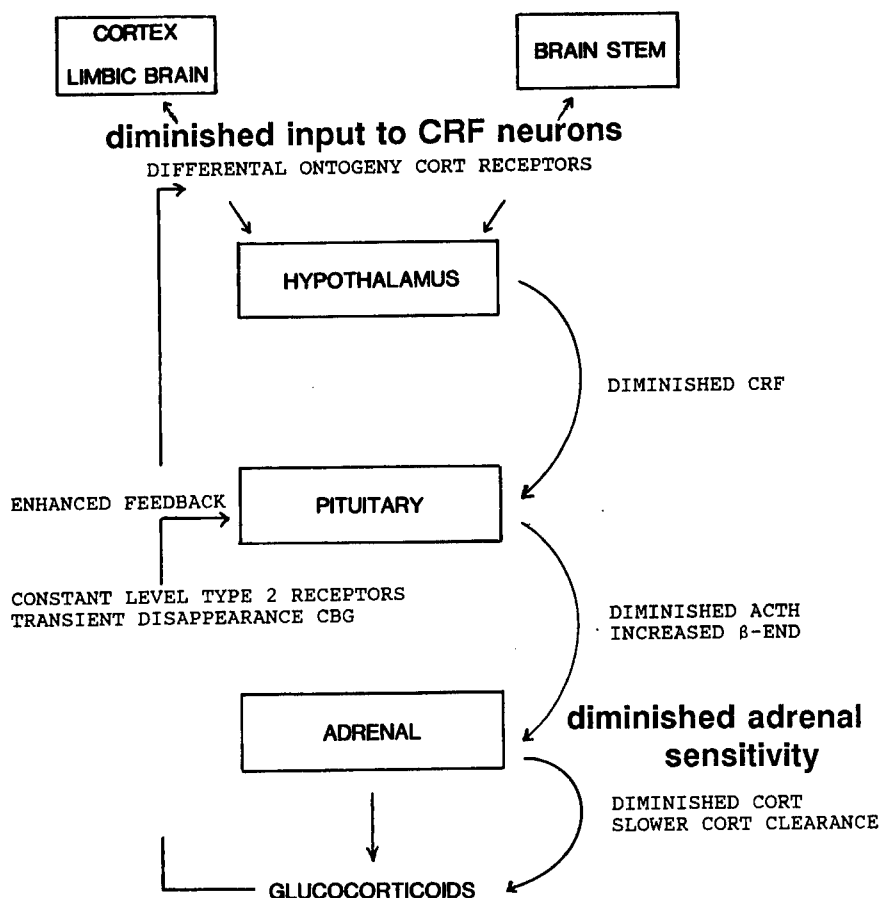 CORTEX
LIMBIC BRAIN
BRAIN STEM
diminished input to CRF neurons
DIFFERENTAL ONTOGENY CORT RECEPTORS
HYPOTHALAMUS
DIMINISHED CRF
ENHANCED FEEDBACK
PITUITARY
CONSTANT LEVEL TYPE 2 RECEPTORS
TRANSIENT DISAPPEARANCE CBG
DIMINISHED ACTH
INCREASED β-END
ADRENAL
diminished adrenal
sensitivity
DIMINISHED CORT
SLOWER CORT CLEARANCE
GLUCOCORTICOIDS